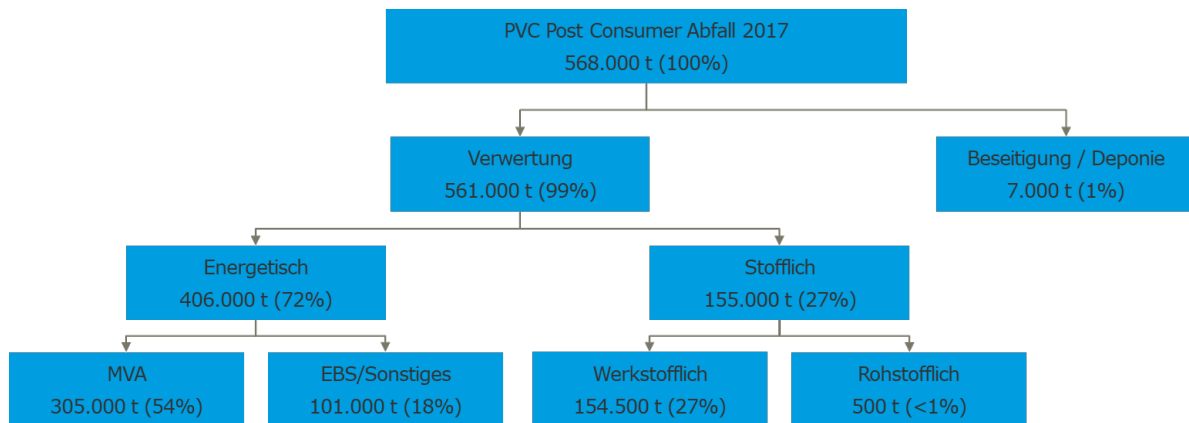 PVC Post Consumer Abfall 2017
568.000 t (100%)
Verwertung
561.000 t (99%)
Beseitigung / Deponie
7.000 t (1%)
Energetisch
406.000 t (72%)
Stofflich
155.000 t (27%)
MVA
305.000 t (54%)
EBS/Sonstiges
101.000 t (18%)
Werkstofflich
154.500 t (27%)
Rohstofflich
500 t (<1%)